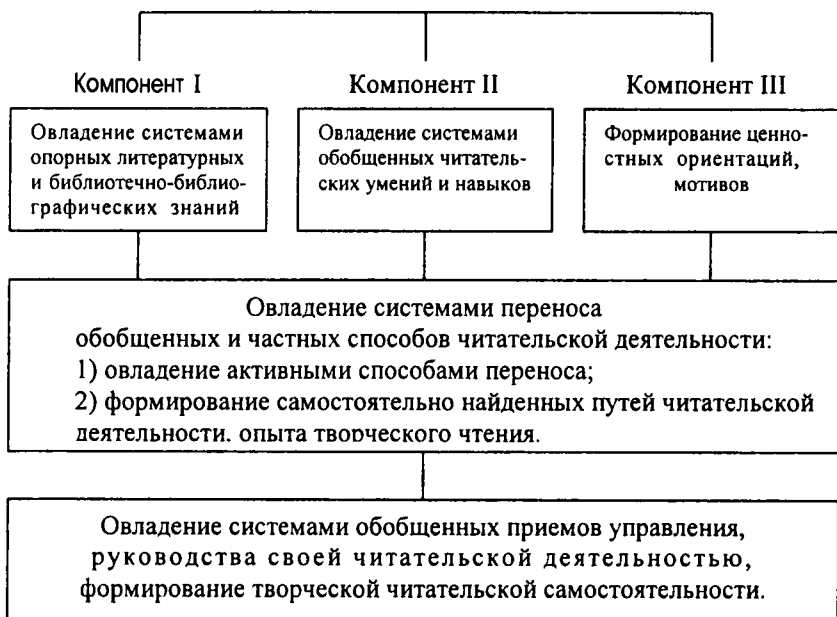 Компонент I
Компонент II
Компонент III
Овладение системами
опорных литературных
и библиотечно-библио-
графических знаний
Овладение системами
обобщенных читатель-
ских умений и навыков
Формирование ценно-
стных ориентаций,
мотивов
Овладение системами переноса
обобщенных и частных способов читательской деятельности:
1) овладение активными способами переноса;
2) формирование самостоятельно найденных путей читательской
деятельности. опыта творческого чтения.
Овладение системами обобщенных приемов управления,
руководства своей читательской деятельностью,
формирование творческой читательской самостоятельности.